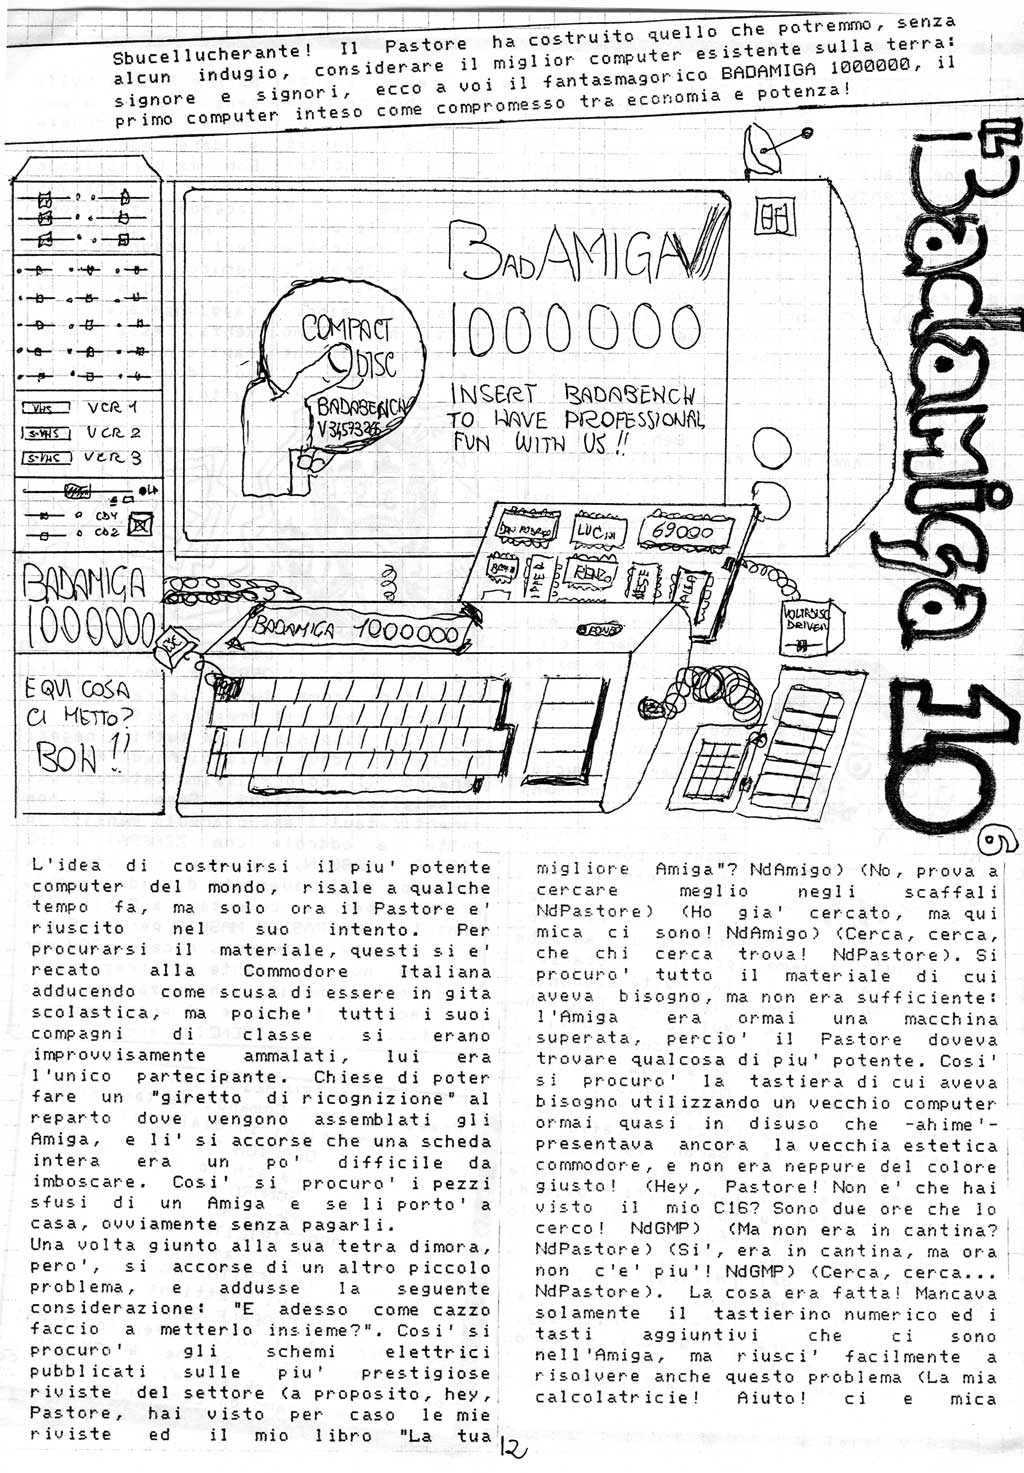 Sbucellucherante! Il Pastore ha costruito quello che potremmo, senza
alcun indugio, considerare il miglior computer esistente sulla terra:
signore e signori, ecco a voi il fantasmagorico BADAMIGA 1000000, il
primo computer inteso come compromesso tra economia e potenza!
Badamiga 10^6
BADAMIGA
1000000
COMPACT
DISC
BADABENCH
INSERT BADABENCH
TO HAVE PROFESSIONAL
FUN WITH US!!
VHS VCR 1
S-VHS VCR 2
S-VHS VCR 3
CD1
CD2
DON RODRIGO
LUCIA
69000
RENZO
BADAMIGA
1000000
BADAMIGA 1000000
POWER
VOLTADISC
DRIVER
E QUI COSA
CI METTO?
BOH!!
L'idea di costruirsi il piu' potente
computer del mondo, risale a qualche
tempo fa, ma solo ora il Pastore e'
riuscito nel suo intento. Per
procurarsi il materiale, questi si e'
recato alla Commodore Italiana
adducendo come scusa di essere in gita
scolastica, ma poiche' tutti i suoi
compagni di classe si erano
improvvisamente ammalati, lui era
l'unico partecipante. Chiese di poter
fare un "giretto di ricognizione" al
reparto dove vengono assemblati gli
Amiga, e li' si accorse che una scheda
intera era un po' difficile da
imboscare. Cosi' si procuro' i pezzi
sfusi di un Amiga e se li porto' a
casa, ovviamente senza pagarli.
Una volta giunto alla sua tetra dimora,
pero', si accorse di un altro piccolo
problema, e addusse la seguente
considerazione: "E adesso come cazzo
faccio a metterlo insieme?". Cosi' si
procuro' gli schemi elettrici
pubblicati sulle piu' prestigiose
riviste del settore (a proposito, hey,
Pastore, hai visto per caso le mie
riviste ed il mio libro "La tua
migliore Amiga"? NdAmigo) (No, prova a
cercare meglio negli scaffali
NdPastore) (Ho gia' cercato, ma qui
mica ci sono! NdAmigo) (Cerca, cerca,
che chi cerca trova! NdPastore). Si
procuro' tutto il materiale di cui
aveva bisogno, ma non era sufficiente:
l'Amiga era ormai una macchina
superata, percio' il Pastore doveva
trovare qualcosa di piu' potente. Cosi'
si procuro' la tastiera di cui aveva
bisogno utilizzando un vecchio computer
ormai quasi in disuso che -ahime'-
presentava ancora la vecchia estetica
commodore, e non era neppure del colore
giusto! (Hey, Pastore! Non e' che hai
visto il mio C16? Sono due ore che lo
cerco! NdGMP) (Ma non era in cantina?
NdPastore) (Si', era in cantina, ma ora
non c'e' piu'! NdGMP) (Cerca, cerca...
NdPastore). La cosa era fatta! Mancava
solamente il tastierino numerico ed i
tasti aggiuntivi che ci sono
nell'Amiga, ma riusci' facilmente a
risolvere anche questo problema (La mia
calcolatricie! Aiuto! ci e mica
12